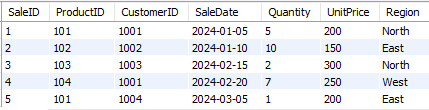 SaleID ProductID CustomerID SaleDate Quantity UnitPrice Region
1 101 1001 2024-01-05 5 200 North
2 102 1002 2024-01-10 10 150 East
3 103 1003 2024-02-15 2 300 North
4 104 1001 2024-02-20 7 250 West
5 101 1004 2024-03-05 1 200 East